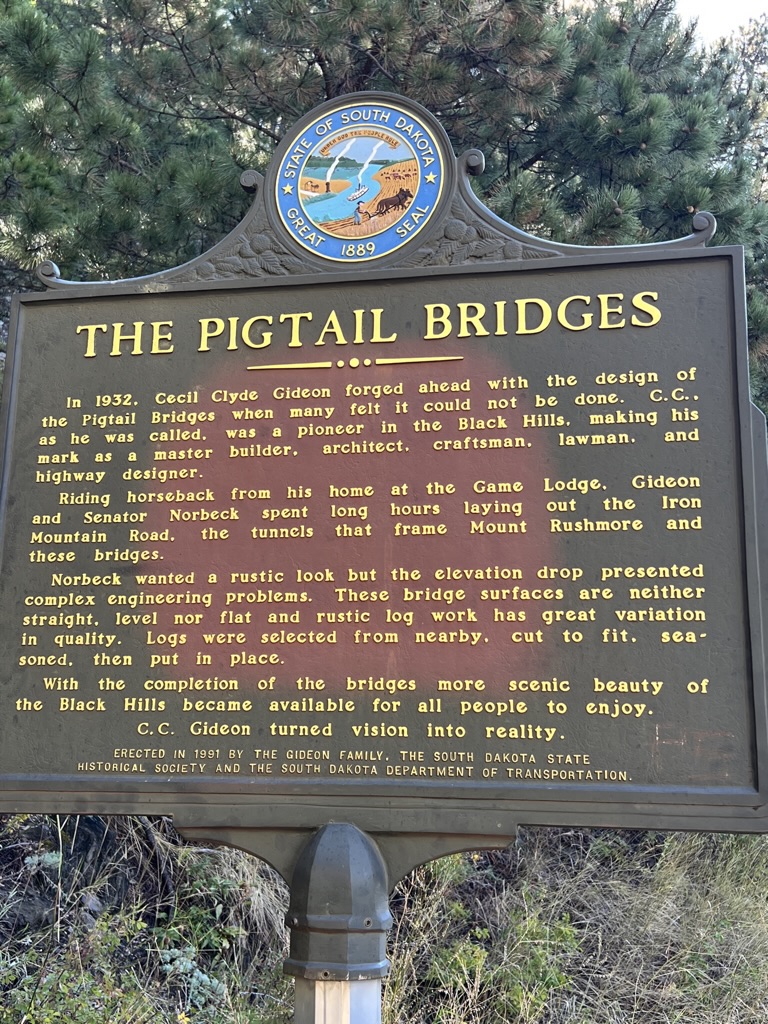 STATE OF SOUTH DAKOTA
UNDER GOD THE PEOPLE RULE
GREAT SEAL
1889
THE PIGTAIL BRIDGES
In 1932, Cecil Clyde Gideon forged ahead with the design of
the Pigtail Bridges when many felt it could not be done. C.C.,
as he was called, was a pioneer in the Black Hills, making his
mark as a master builder, architect, craftsman, lawman, and
highway designer.
Riding horseback from his home at the Game Lodge, Gideon
and Senator Norbeck spent long hours laying out the Iron
Mountain Road, the tunnels that frame Mount Rushmore and
these bridges.
Norbeck wanted a rustic look but the elevation drop presented
complex engineering problems. These bridge surfaces are neither
straight, level nor flat and rustic log work has great variation
in quality. Logs were selected from nearby, cut to fit, sea-
soned, then put in place.
With the completion of the bridges more scenic beauty of
the Black Hills became available for all people to enjoy.
C.C. Gideon turned vision into reality.
ERECTED IN 1991 BY THE GIDEON FAMILY, THE SOUTH DAKOTA STATE
HISTORICAL SOCIETY AND THE SOUTH DAKOTA DEPARTMENT OF TRANSPORTATION.